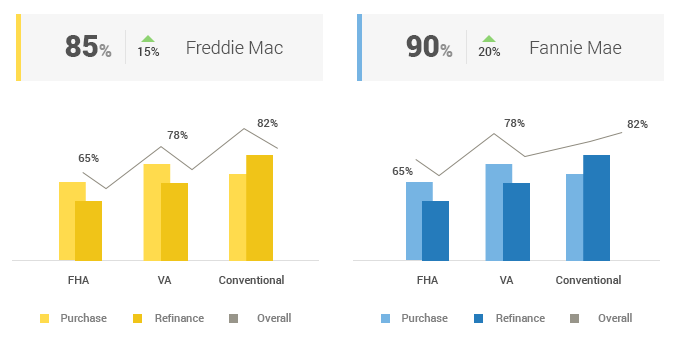 85% 15% Freddie Mac
65%
78%
82%
FHA VA Conventional
Purchase Refinance Overall
90% 20% Fannie Mae
65%
78%
82%
FHA VA Conventional
Purchase Refinance Overall